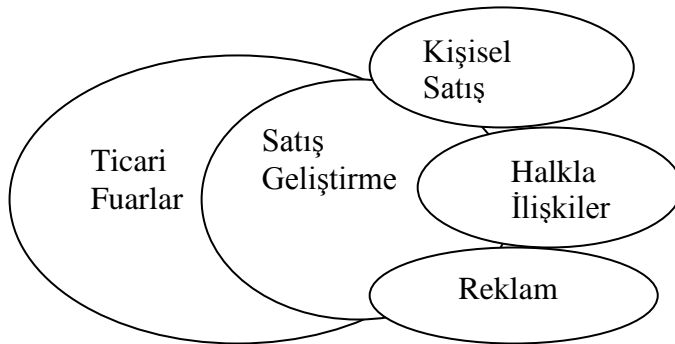 Kişisel
Satış
Satış
Geliştirme
Ticari
Fuarlar
Halkla
İlişkiler
Reklam